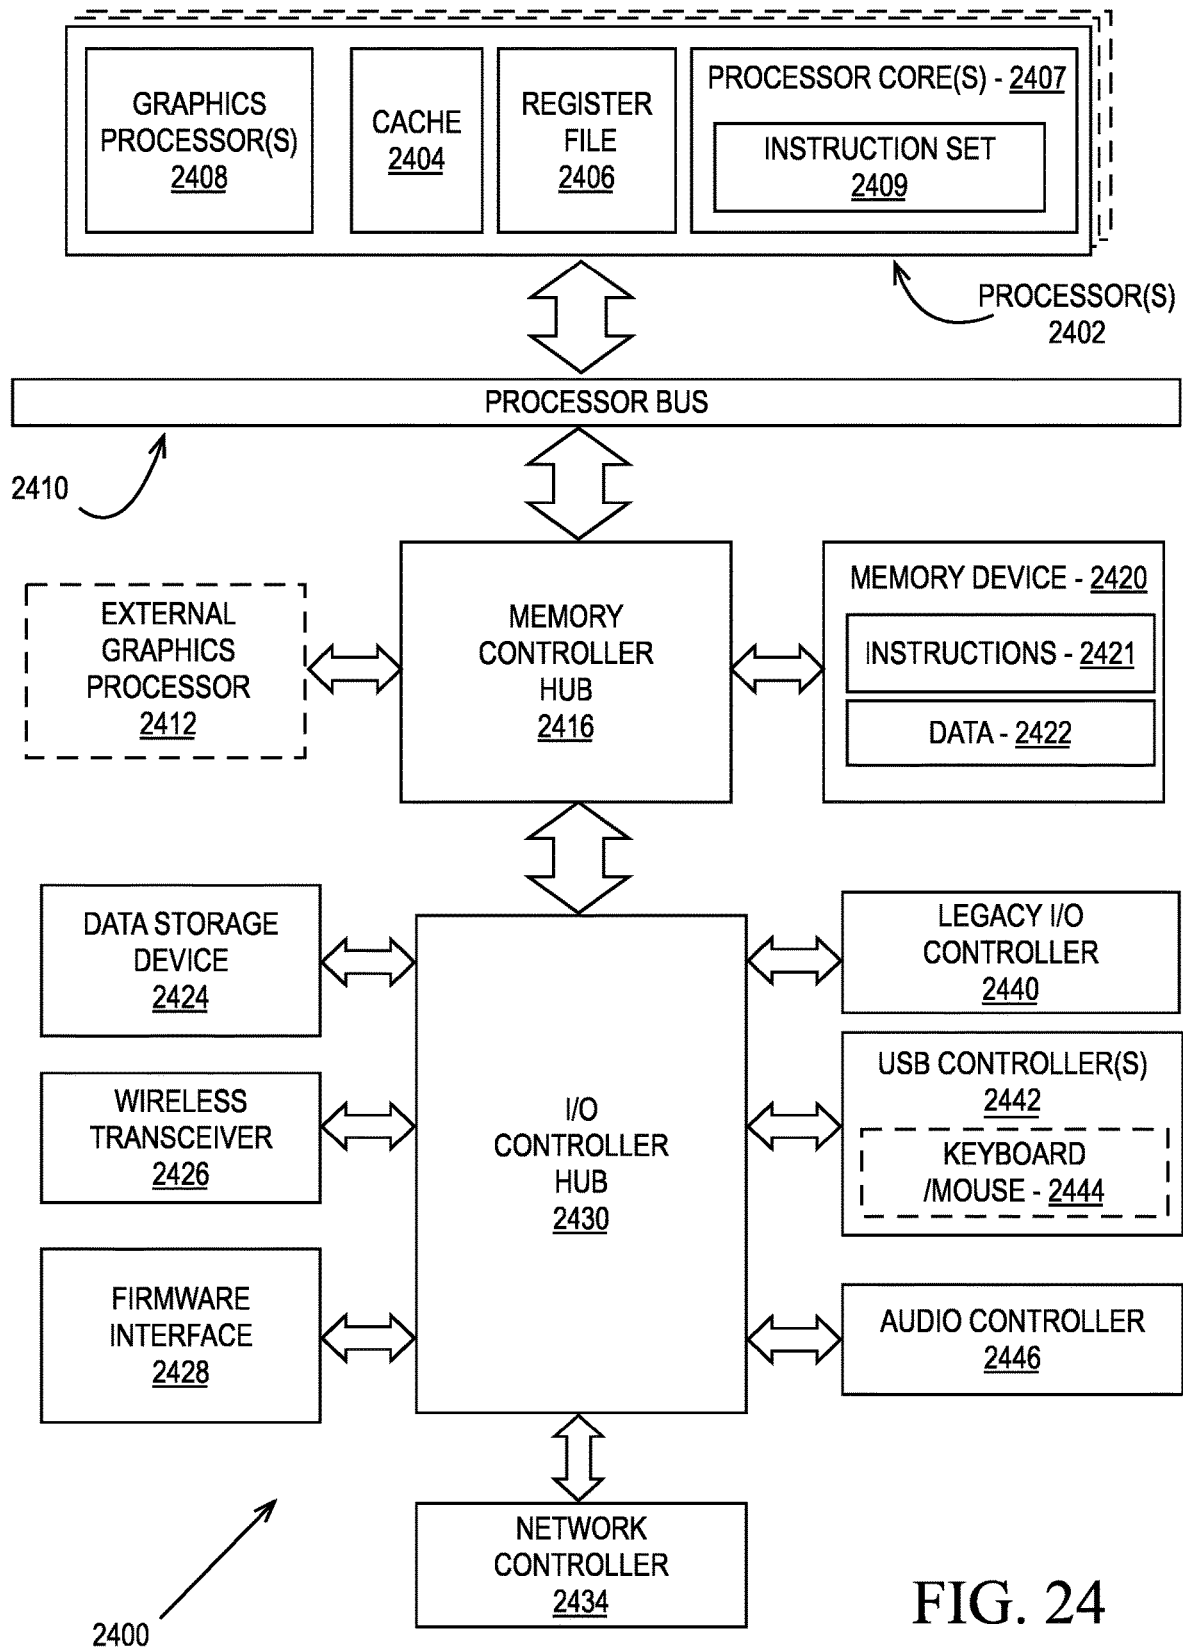 GRAPHICS
PROCESSOR(S)
2408
CACHE
2404
REGISTER
FILE
2406
PROCESSOR CORE(S) - 2407
INSTRUCTION SET
2409
PROCESSOR(S)
2402
PROCESSOR BUS
2410
EXTERNAL
GRAPHICS
PROCESSOR
2412
MEMORY
CONTROLLER
HUB
2416
MEMORY DEVICE - 2420
INSTRUCTIONS - 2421
DATA - 2422
DATA STORAGE
DEVICE
2424
WIRELESS
TRANSCEIVER
2426
FIRMWARE
INTERFACE
2428
I/O
CONTROLLER
HUB
2430
LEGACY I/O
CONTROLLER
2440
USB CONTROLLER(S)
2442
KEYBOARD
/MOUSE - 2444
AUDIO CONTROLLER
2446
NETWORK
CONTROLLER
2434
2400
FIG. 24